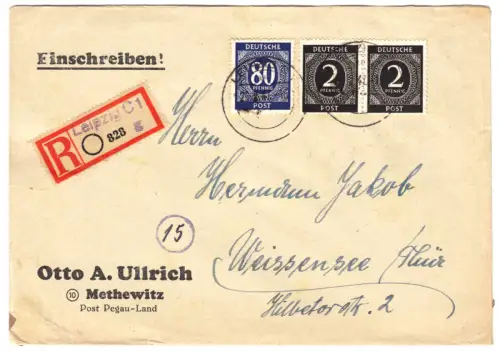 Einschreiben!
DEUTSCHE
80
PFENNIG
POST
DEUTSCHE
2
PFENNIG
POST
DEUTSCHE
2
PFENNIG
POST
R
Leipzig C 1
828 g
Herrn
Hermann Jakob
15
Weissensee Thür
Otto A. Ullrich
10 Methewitz
Post Pegau-Land